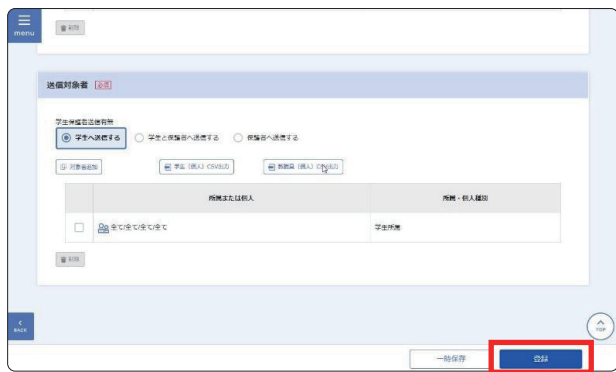 menu
削除
送信対象者 [必須]
学生保護者送信有無
学生へ送信する 学生と保護者へ送信する 保護者へ送信する
対象者追加 学生（個人）CSV出力 教職員（個人）CSV出力
所属または個人 所属・個人種別
全て/全て/全て/全て 学生所属
削除
BACK
TOP
一時保存 登録